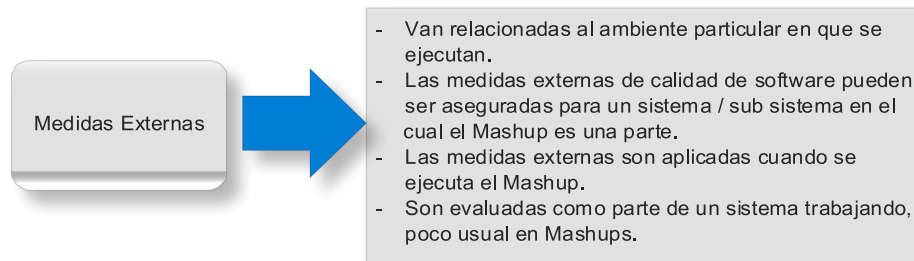 Medidas Externas
- Van relacionadas al ambiente particular en que se
ejecutan.
- Las medidas externas de calidad de software pueden
ser aseguradas para un sistema / sub sistema en el
cual el Mashup es una parte.
- Las medidas externas son aplicadas cuando se
ejecuta el Mashup.
- Son evaluadas como parte de un sistema trabajando,
poco usual en Mashups.